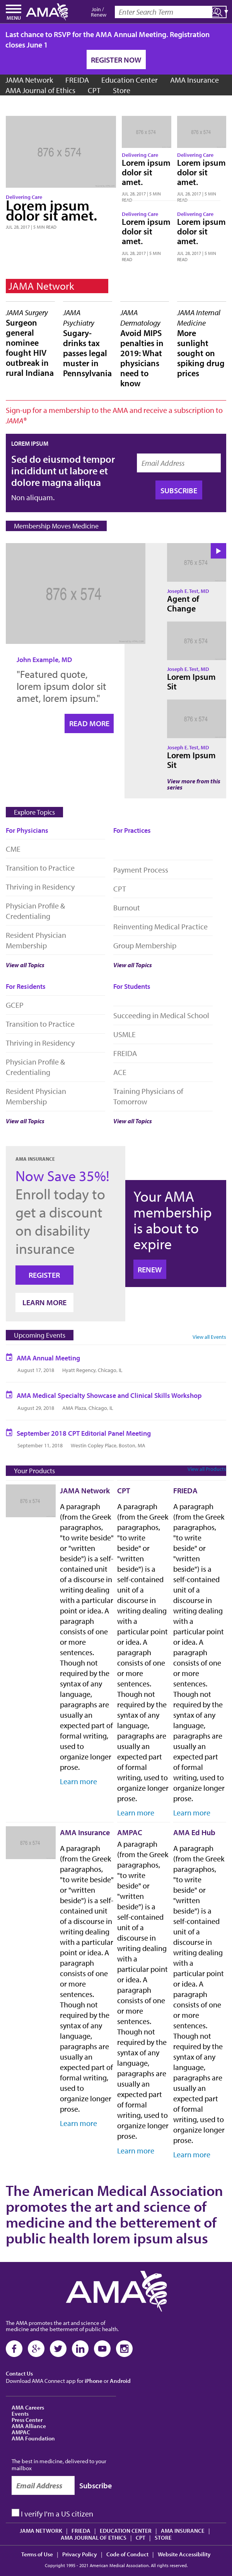 MENU
AMA
Join / Renew
Enter Search Term
Last chance to RSVP for the AMA Annual Meeting. Registration
closes June 1
REGISTER NOW
JAMA Network FREIDA Education Center AMA Insurance
AMA Journal of Ethics CPT Store
876 x 574
Delivering Care
Lorem ipsum
dolor sit amet.
JUL 28, 2017 | 5 MIN READ
876 x 574
Delivering Care
Lorem ipsum
dolor sit
amet.
JUL 28, 2017 | 5 MIN
READ
876 x 574
Delivering Care
Lorem ipsum
dolor sit
amet.
JUL 28, 2017 | 5 MIN
READ
Delivering Care
Lorem ipsum
dolor sit
amet.
JUL 28, 2017 | 5 MIN
READ
Delivering Care
Lorem ipsum
dolor sit
amet.
JUL 28, 2017 | 5 MIN
READ
JAMA Network
JAMA Surgery
Surgeon
general
nominee
fought HIV
outbreak in
rural Indiana
JAMA
Psychiatry
Sugary-
drinks tax
passes legal
muster in
Pennsylvania
JAMA
Dermatology
Avoid MIPS
penalties in
2019: What
physicians
need to
know
JAMA Internal
Medicine
More
sunlight
sought on
spiking drug
prices
Sign-up for a membership to the AMA and receive a subscription to
JAMA®
LOREM IPSUM
Sed do eiusmod tempor
incididunt ut labore et
dolore magna aliqua
Non aliquam.
Email Address
SUBSCRIBE
Membership Moves Medicine
876 x 574
John Example, MD
"Featured quote,
lorem ipsum dolor sit
amet, lorem ipsum."
READ MORE
876 x 574
Joseph E. Test, MD
Agent of
Change
876 x 574
Joseph E. Test, MD
Lorem Ipsum
Sit
876 x 574
Joseph E. Test, MD
Lorem Ipsum
Sit
View more from this
series
Explore Topics
For Physicians
CME
Transition to Practice
Thriving in Residency
Physician Profile &
Credentialing
Resident Physician
Membership
View all Topics
For Practices
Payment Process
CPT
Burnout
Reinventing Medical Practice
Group Membership
View all Topics
For Residents
GCEP
Transition to Practice
Thriving in Residency
Physician Profile &
Credentialing
Resident Physician
Membership
View all Topics
For Students
Succeeding in Medical School
USMLE
FREIDA
ACE
Training Physicians of
Tomorrow
View all Topics
AMA INSURANCE
Now Save 35%!
Enroll today to
get a discount
on disability
insurance
REGISTER
LEARN MORE
Your AMA
membership
is about to
expire
RENEW
Upcoming Events
View all Events
AMA Annual Meeting
August 17, 2018 Hyatt Regency, Chicago, IL
AMA Medical Specialty Showcase and Clinical Skills Workshop
August 29, 2018 AMA Plaza, Chicago, IL
September 2018 CPT Editorial Panel Meeting
September 11, 2018 Westin Copley Place, Boston, MA
Your Products
View all Products
876 x 574
JAMA Network
A paragraph
(from the Greek
paragraphos,
"to write beside"
or "written
beside") is a self-
contained unit
of a discourse in
writing dealing
with a particular
point or idea. A
paragraph
consists of one
or more
sentences.
Though not
required by the
syntax of any
language,
paragraphs are
usually an
expected part of
formal writing,
used to
organize longer
prose.
Learn more
CPT
A paragraph
(from the Greek
paragraphos,
"to write
beside" or
"written
beside") is a
self-contained
unit of a
discourse in
writing dealing
with a
particular point
or idea. A
paragraph
consists of one
or more
sentences.
Though not
required by the
syntax of any
language,
paragraphs are
usually an
expected part
of formal
writing, used to
organize longer
prose.
Learn more
FREIDA
A paragraph
(from the Greek
paragraphos,
"to write
beside" or
"written
beside") is a
self-contained
unit of a
discourse in
writing dealing
with a
particular point
or idea. A
paragraph
consists of one
or more
sentences.
Though not
required by the
syntax of any
language,
paragraphs are
usually an
expected part
of formal
writing, used to
organize longer
prose.
Learn more
876 x 574
AMA Insurance
A paragraph
(from the Greek
paragraphos,
"to write beside"
or "written
beside") is a self-
contained unit
of a discourse in
writing dealing
with a particular
point or idea. A
paragraph
consists of one
or more
sentences.
Though not
required by the
syntax of any
language,
paragraphs are
usually an
expected part of
formal writing,
used to
organize longer
prose.
Learn more
AMPAC
A paragraph
(from the Greek
paragraphos,
"to write
beside" or
"written
beside") is a
self-contained
unit of a
discourse in
writing dealing
with a
particular point
or idea. A
paragraph
consists of one
or more
sentences.
Though not
required by the
syntax of any
language,
paragraphs are
usually an
expected part of
formal writing,
used to organize
longer prose.
Learn more
AMA Ed Hub
A paragraph
(from the Greek
paragraphos,
"to write
beside" or
"written
beside") is a
self-contained
unit of a
discourse in
writing dealing
with a
particular point
or idea. A
paragraph
consists of one
or more
sentences.
Though not
required by the
syntax of any
language,
paragraphs are
usually an
expected part
of formal
writing, used to
organize longer
prose.
Learn more
The American Medical Association
promotes the art and science of
medicine and the betterment of
public health lorem ipsum alsus
AMA
The AMA promotes the art and science of
medicine and the betterment of public health.
Contact Us
Download AMA Connect app for iPhone or Android
AMA Careers
Events
Press Center
AMA Alliance
AMPAC
AMA Foundation
The best in medicine, delivered to your
mailbox
Email Address
Subscribe
I verify I'm a US citizen
JAMA NETWORK | FREIDA | EDUCATION CENTER | AMA INSURANCE |
AMA JOURNAL OF ETHICS | CPT | STORE
Terms of Use | Privacy Policy | Code of Conduct | Website Accessibility
Copyright 1995 - 2021 American Medical Association. All rights reserved.